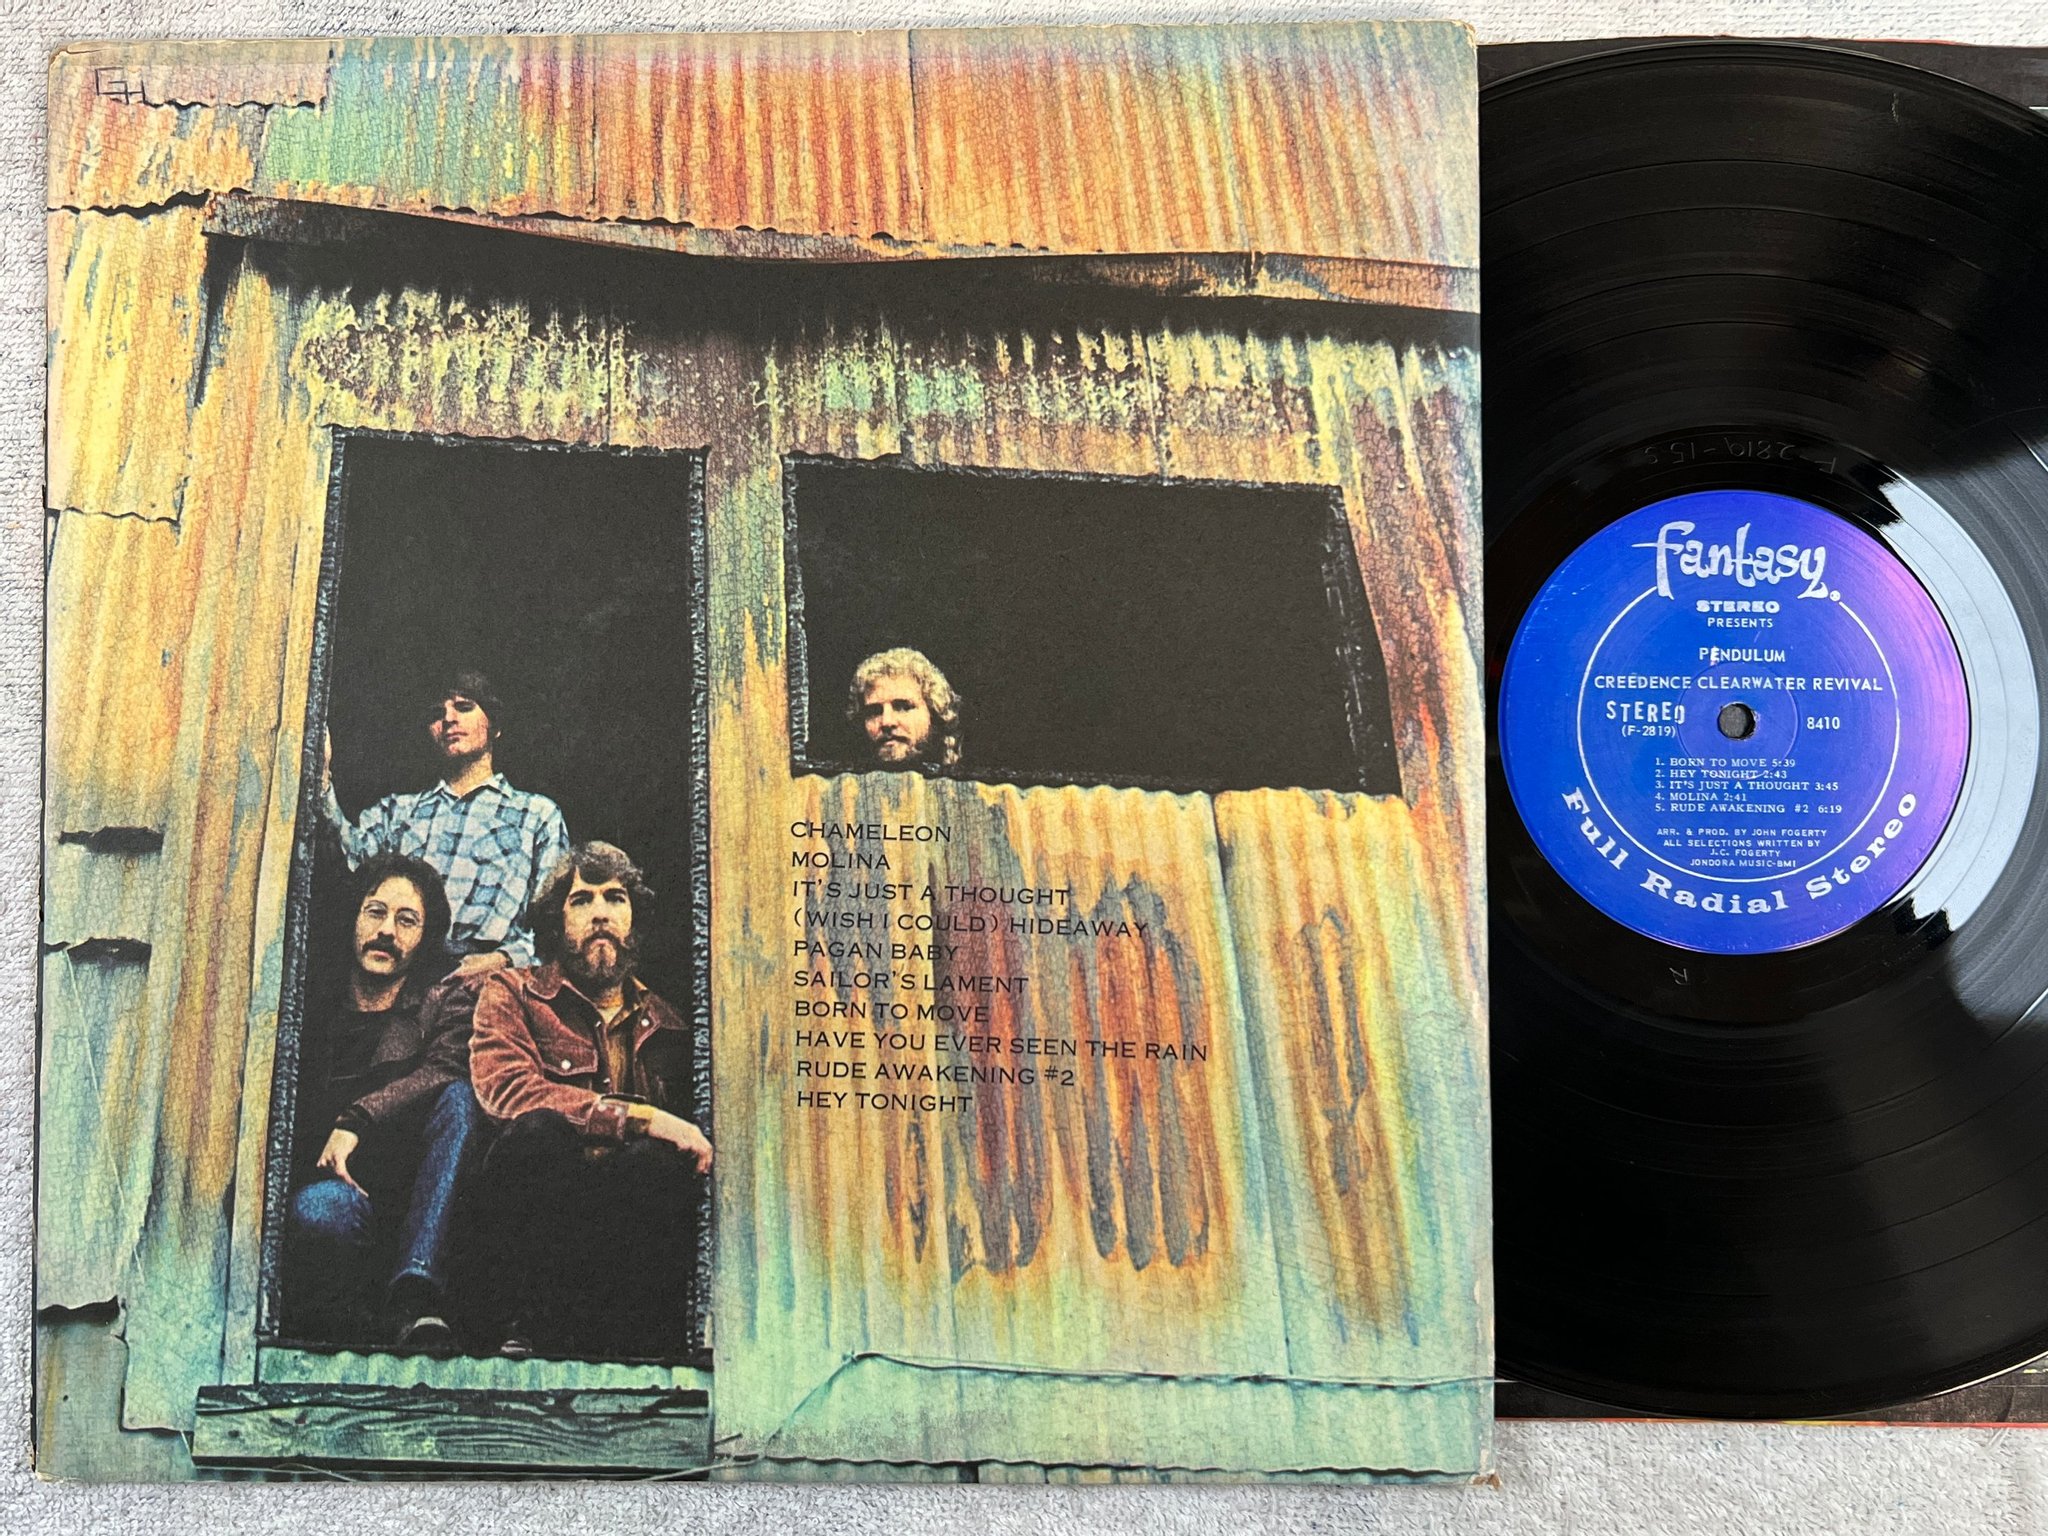 GH
CHAMELEON
MOLINA
IT'S JUST A THOUGHT
(WISH I COULD) HIDEAWAY
PAGAN BABY
SAILOR'S LAMENT
BORN TO MOVE
HAVE YOU EVER SEEN THE RAIN
RUDE AWAKENING #2
HEY TONIGHT
F-2819-15S
fantasy®
STEREO
PRESENTS
PENDULUM
CREEDENCE CLEARWATER REVIVAL
STEREO
(F-2819)
8410
1. BORN TO MOVE 5:39
2. HEY TONIGHT 2:43
3. IT'S JUST A THOUGHT 3:45
4. MOLINA 2:41
5. RUDE AWAKENING #2 6:19
ARR. & PROD. BY JOHN FOGERTY
ALL SELECTIONS WRITTEN BY
J.C. FOGERTY
JONDORA MUSIC-BMI
Full Radial Stereo
R